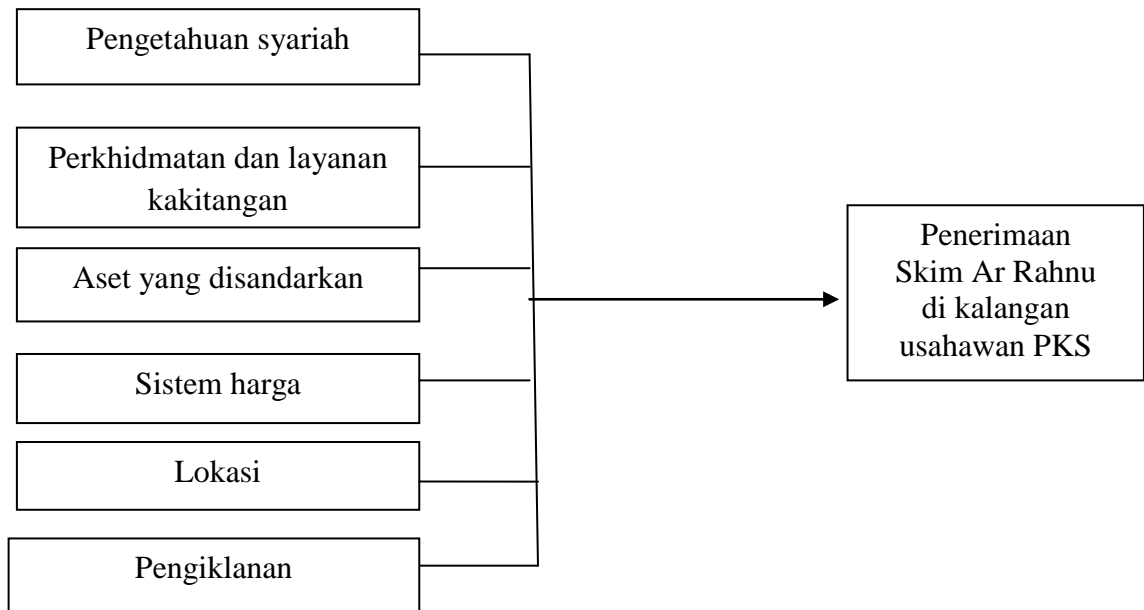 Pengetahuan syariah
Perkhidmatan dan layanan
kakitangan
Aset yang disandarkan
Sistem harga
Lokasi
Pengiklanan
Penerimaan
Skim Ar Rahnu
di kalangan
usahawan PKS